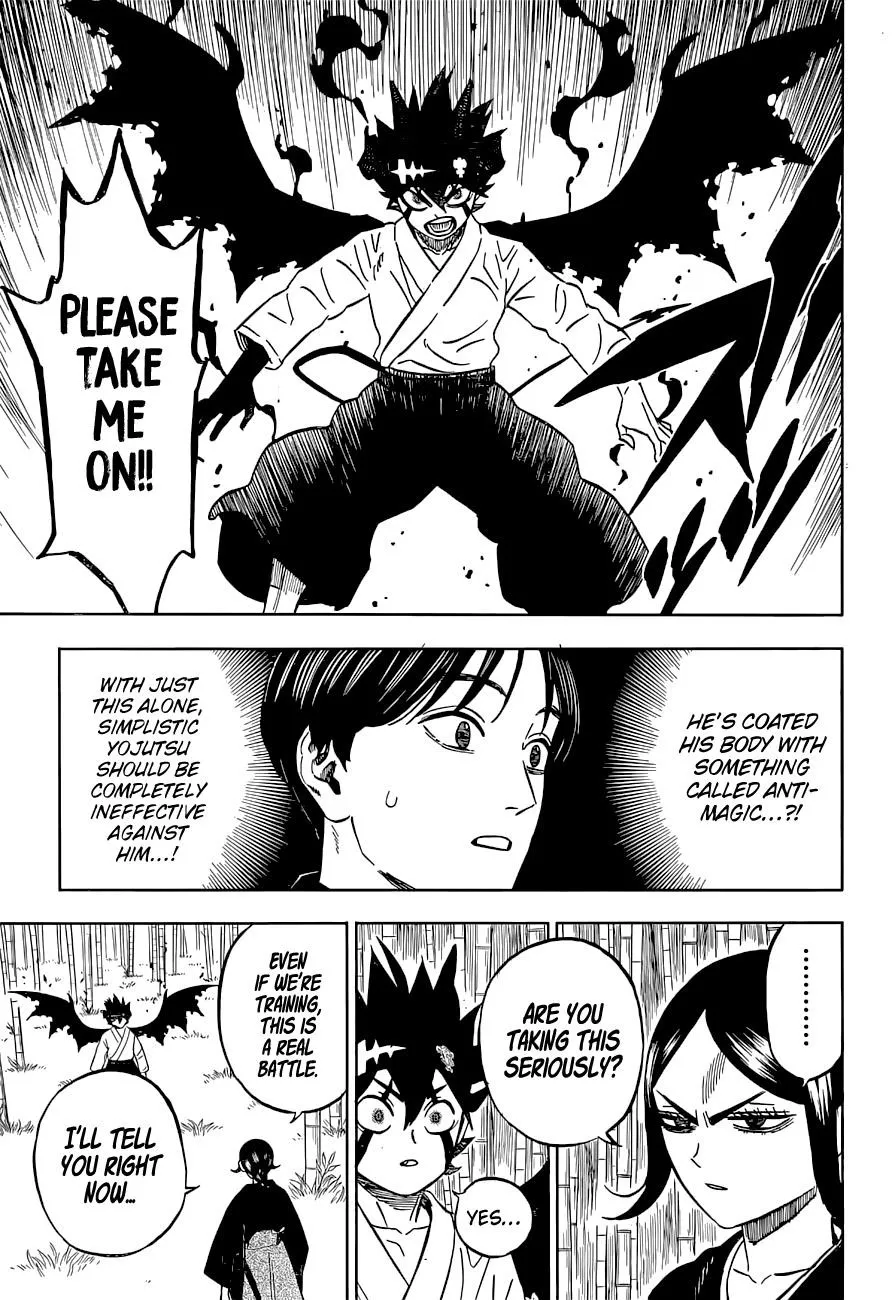 PLEASE
TAKE
ME
ON!!
HE'S COATED
HIS BODY WITH
SOMETHING
CALLED ANTI-
MAGIC...?!
WITH JUST
THIS ALONE,
SIMPLISTIC
YOJUTSU
SHOULD BE
COMPLETELY
INEFFECTIVE
AGAINST
HIM...!
.........
ARE YOU
TAKING THIS
SERIOUSLY?
YES...
EVEN
IF WE'RE
TRAINING,
THIS IS
A REAL
BATTLE.
I'LL TELL
YOU RIGHT
NOW...